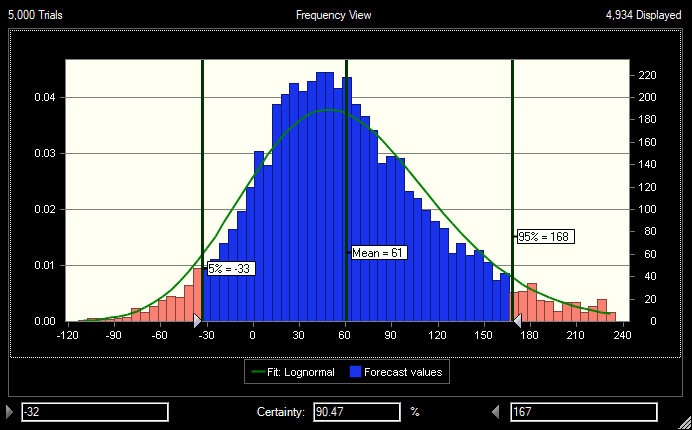 5,000 Trials Frequency View 4,934 Displayed
0.04
0.03
0.02
0.01
0.00
220
200
180
160
140
120
100
80
60
40
20
0
95% = 168
Mean = 61
5% = -33
-120 -90 -60 -30 0 30 60 90 120 150 180 210 240
Fit: Lognormal Forecast values
-32 Certainty: 90.47 % 167